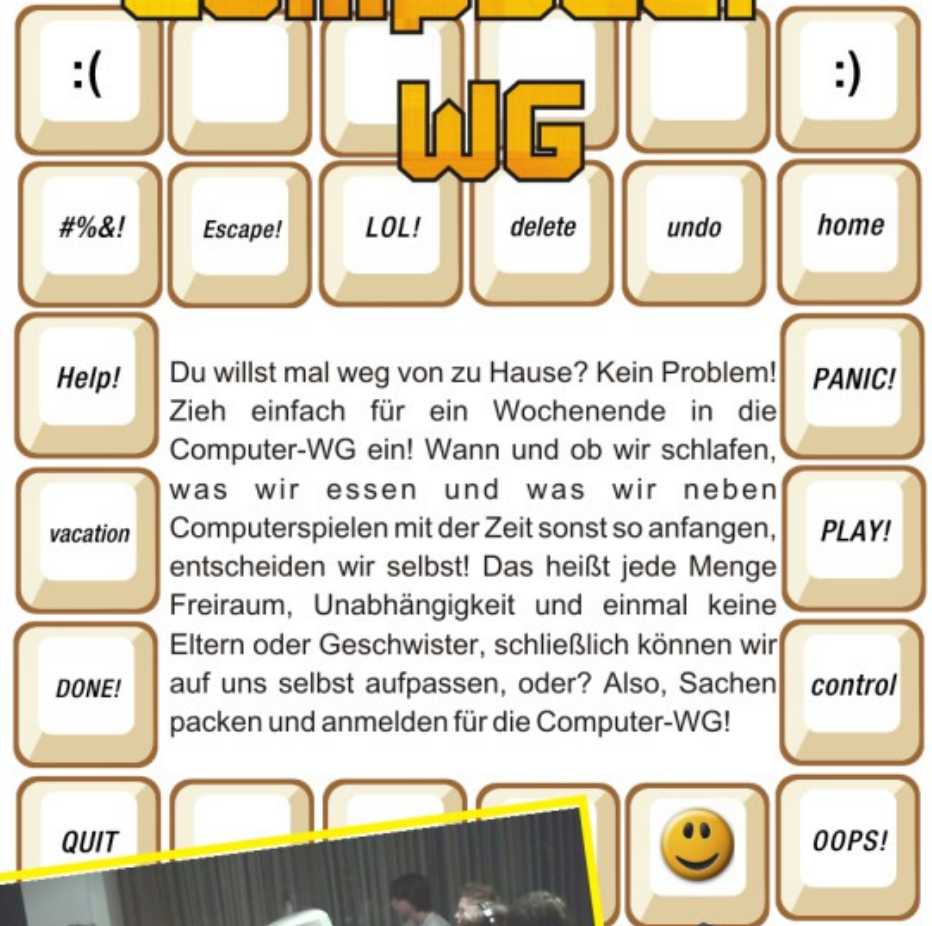 Computer
WG
:( :)
#%&! Escape! LOL! delete undo home
Help! PANIC!
Du willst mal weg von zu Hause? Kein Problem!
Zieh einfach für ein Wochenende in die
Computer-WG ein! Wann und ob wir schlafen,
was wir essen und was wir neben
Computerspielen mit der Zeit sonst so anfangen,
entscheiden wir selbst! Das heißt jede Menge
Freiraum, Unabhängigkeit und einmal keine
Eltern oder Geschwister, schließlich können wir
auf uns selbst aufpassen, oder? Also, Sachen
packen und anmelden für die Computer-WG!
vacation PLAY!
DONE! control
QUIT OOPS!